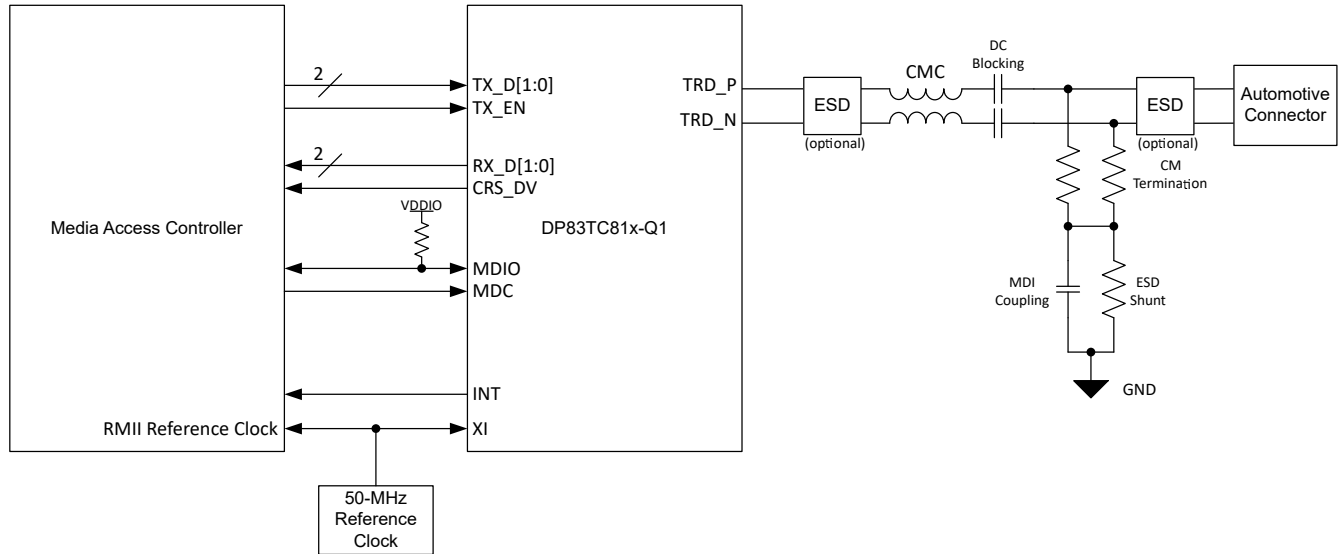 Media Access Controller
RMII Reference Clock
2
2
VDDIO
50-MHz
Reference
Clock
TX_D[1:0]
TX_EN
RX_D[1:0]
CRS_DV
MDIO
MDC
INT
XI
DP83TC81x-Q1
TRD_P
TRD_N
ESD
(optional)
CMC
DC
Blocking
ESD
(optional)
CM
Termination
MDI
Coupling
ESD
Shunt
GND
Automotive
Connector